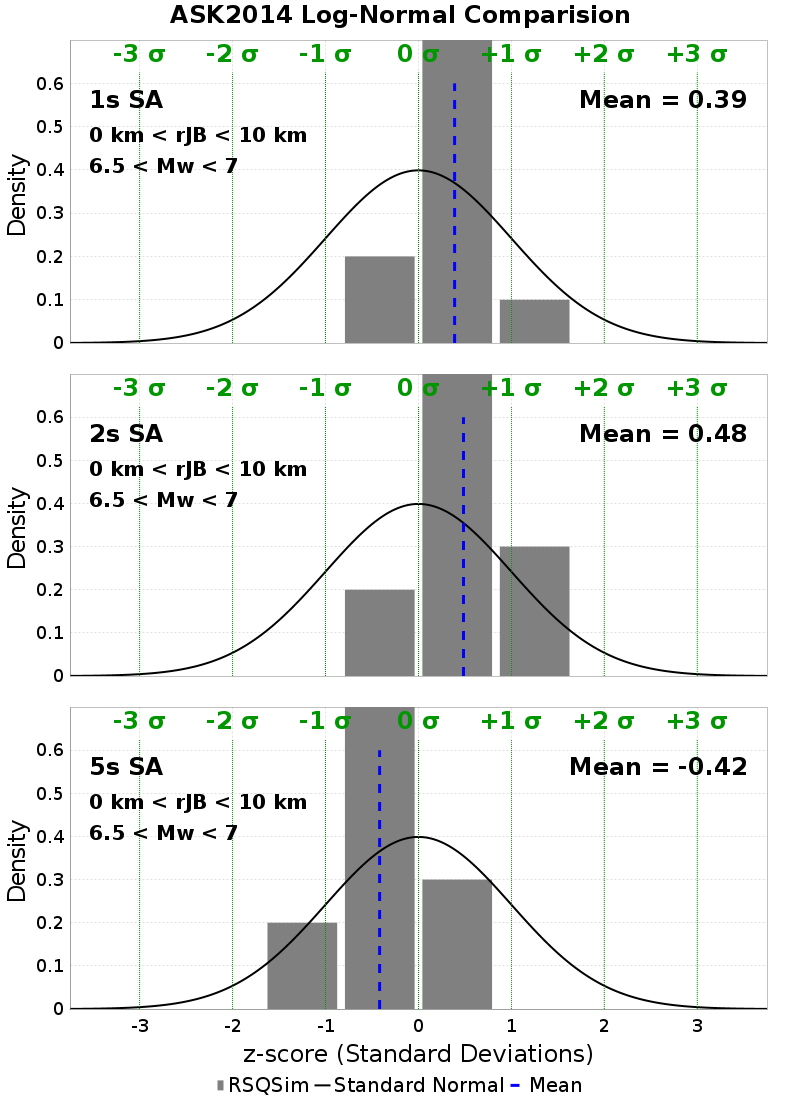 ASK2014 Log-Normal Comparision
-3 σ -2 σ -1 σ 0 σ +1 σ +2 σ +3 σ
1s SA Mean = 0.39
0 km < rJB < 10 km
6.5 < Mw < 7
0.6
0.5
0.4
0.3
0.2
0.1
0
Density
-3 σ -2 σ -1 σ 0 σ +1 σ +2 σ +3 σ
2s SA Mean = 0.48
0 km < rJB < 10 km
6.5 < Mw < 7
0.6
0.5
0.4
0.3
0.2
0.1
0
Density
-3 σ -2 σ -1 σ 0 σ +1 σ +2 σ +3 σ
5s SA Mean = -0.42
0 km < rJB < 10 km
6.5 < Mw < 7
0.6
0.5
0.4
0.3
0.2
0.1
0
Density
-3 -2 -1 0 1 2 3
z-score (Standard Deviations)
RSQSim Standard Normal Mean